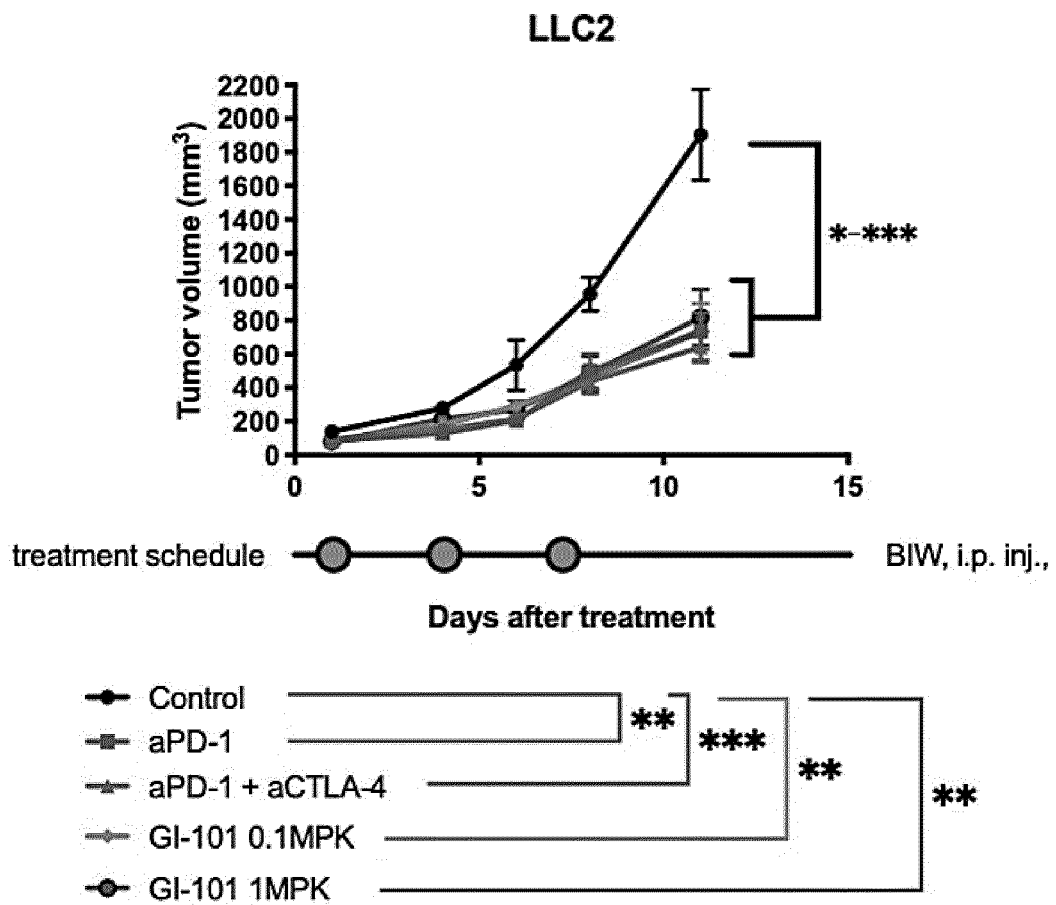 LLC2
Tumor volume (mm³)
2200
2000
1800
1600
1400
1200
1000
800
600
400
200
0
0 5 10 15
*-***
treatment schedule
BIW, i.p. inj.,
Days after treatment
Control
aPD-1
aPD-1 + aCTLA-4
GI-101 0.1MPK
GI-101 1MPK
**
***
**
**